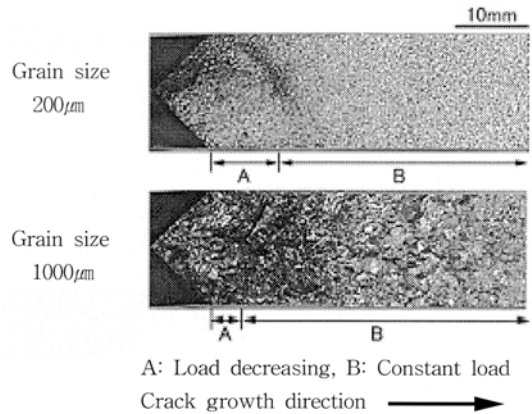 10mm
Grain size
200㎛
A
B
Grain size
1000㎛
A
B
A: Load decreasing, B: Constant load
Crack growth direction